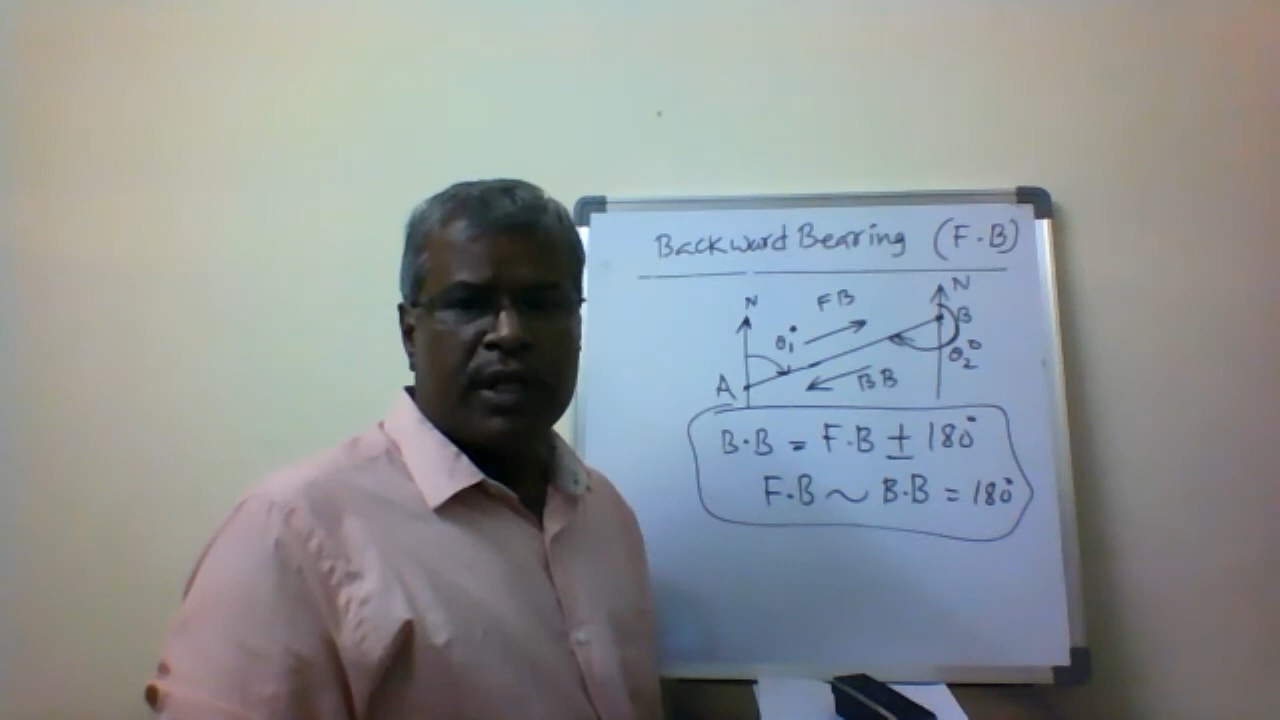 Backward Bearing (F.B)
N
FB
N
B
θ₁°
θ₂°
A
BB
B.B = F.B ± 180°
F.B ~ B.B = 180°